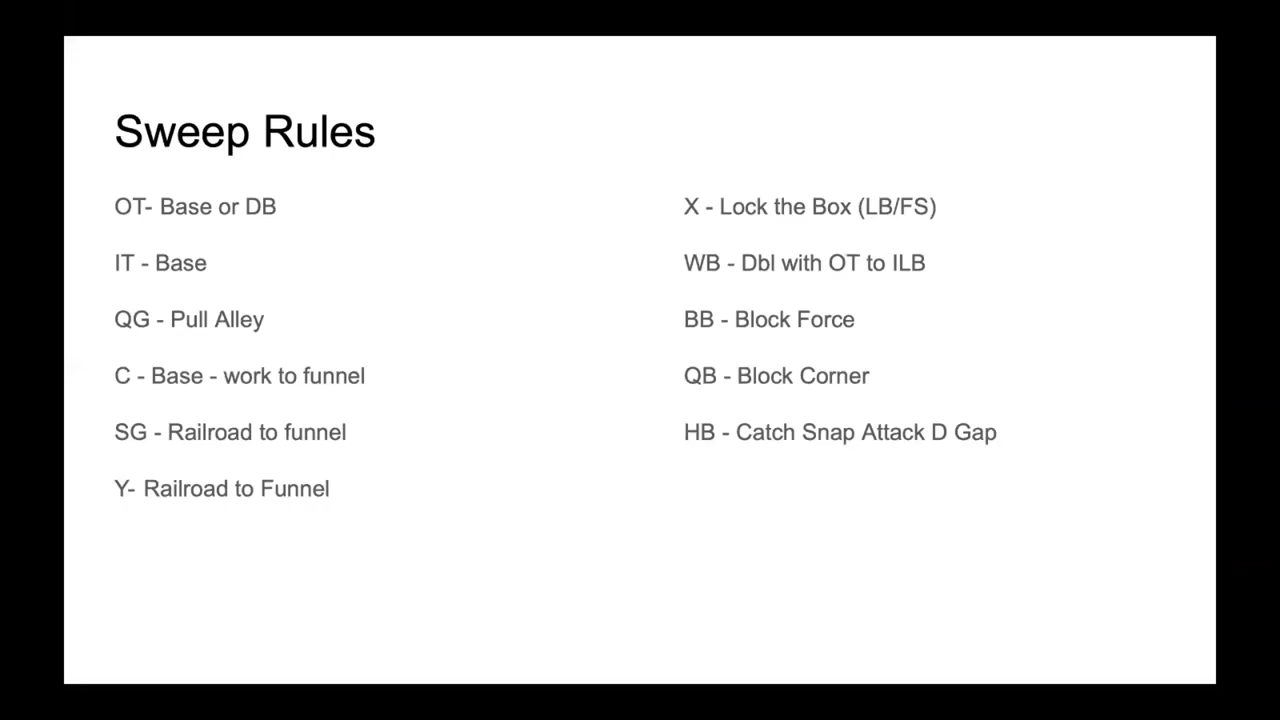 Sweep Rules
OT- Base or DB
IT - Base
QG - Pull Alley
C - Base - work to funnel
SG - Railroad to funnel
Y- Railroad to Funnel
X - Lock the Box (LB/FS)
WB - Dbl with OT to ILB
BB - Block Force
QB - Block Corner
HB - Catch Snap Attack D Gap